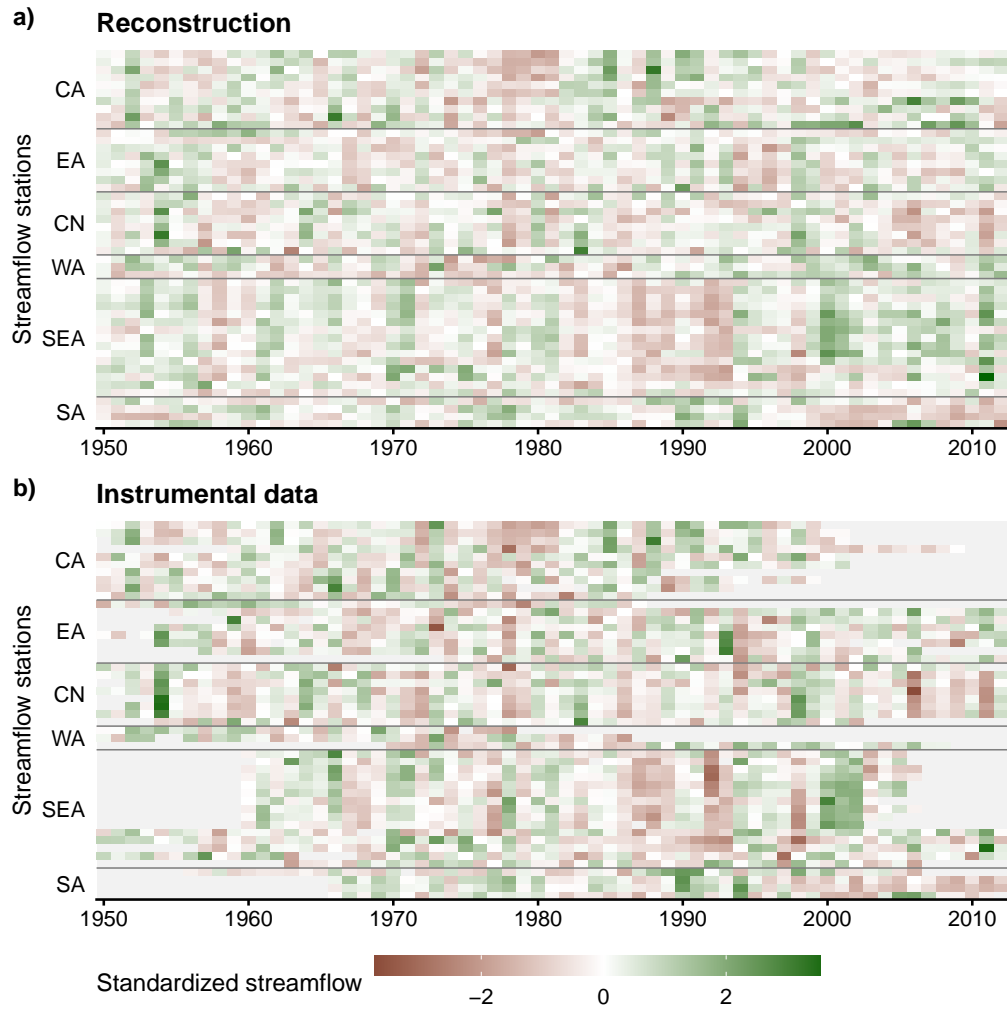 a) Reconstruction
Streamflow stations
CA
EA
CN
WA
SEA
SA
1950 1960 1970 1980 1990 2000 2010
b) Instrumental data
Streamflow stations
CA
EA
CN
WA
SEA
SA
1950 1960 1970 1980 1990 2000 2010
Standardized streamflow
−2 0 2